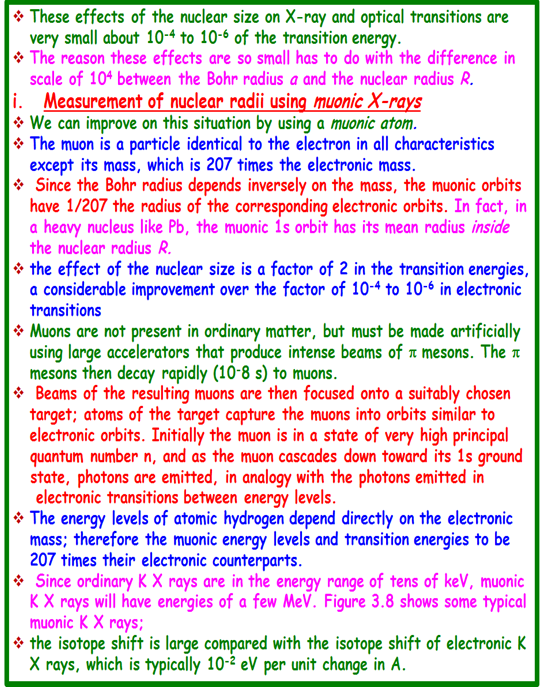 ❖ These effects of the nuclear size on X-ray and optical transitions are
very small about 10⁻⁴ to 10⁻⁶ of the transition energy.
❖ The reason these effects are so small has to do with the difference in
scale of 10⁴ between the Bohr radius a and the nuclear radius R.
i. Measurement of nuclear radii using muonic X-rays
❖ We can improve on this situation by using a muonic atom.
❖ The muon is a particle identical to the electron in all characteristics
except its mass, which is 207 times the electronic mass.
❖ Since the Bohr radius depends inversely on the mass, the muonic orbits
have 1/207 the radius of the corresponding electronic orbits. In fact, in
a heavy nucleus like Pb, the muonic 1s orbit has its mean radius inside
the nuclear radius R.
❖ the effect of the nuclear size is a factor of 2 in the transition energies,
a considerable improvement over the factor of 10⁻⁴ to 10⁻⁶ in electronic
transitions
❖ Muons are not present in ordinary matter, but must be made artificially
using large accelerators that produce intense beams of π mesons. The π
mesons then decay rapidly (10⁻8 s) to muons.
❖ Beams of the resulting muons are then focused onto a suitably chosen
target; atoms of the target capture the muons into orbits similar to
electronic orbits. Initially the muon is in a state of very high principal
quantum number n, and as the muon cascades down toward its 1s ground
state, photons are emitted, in analogy with the photons emitted in
electronic transitions between energy levels.
❖ The energy levels of atomic hydrogen depend directly on the electronic
mass; therefore the muonic energy levels and transition energies to be
207 times their electronic counterparts.
❖ Since ordinary K X rays are in the energy range of tens of keV, muonic
K X rays will have energies of a few MeV. Figure 3.8 shows some typical
muonic K X rays;
❖ the isotope shift is large compared with the isotope shift of electronic K
X rays, which is typically 10⁻² eV per unit change in A.